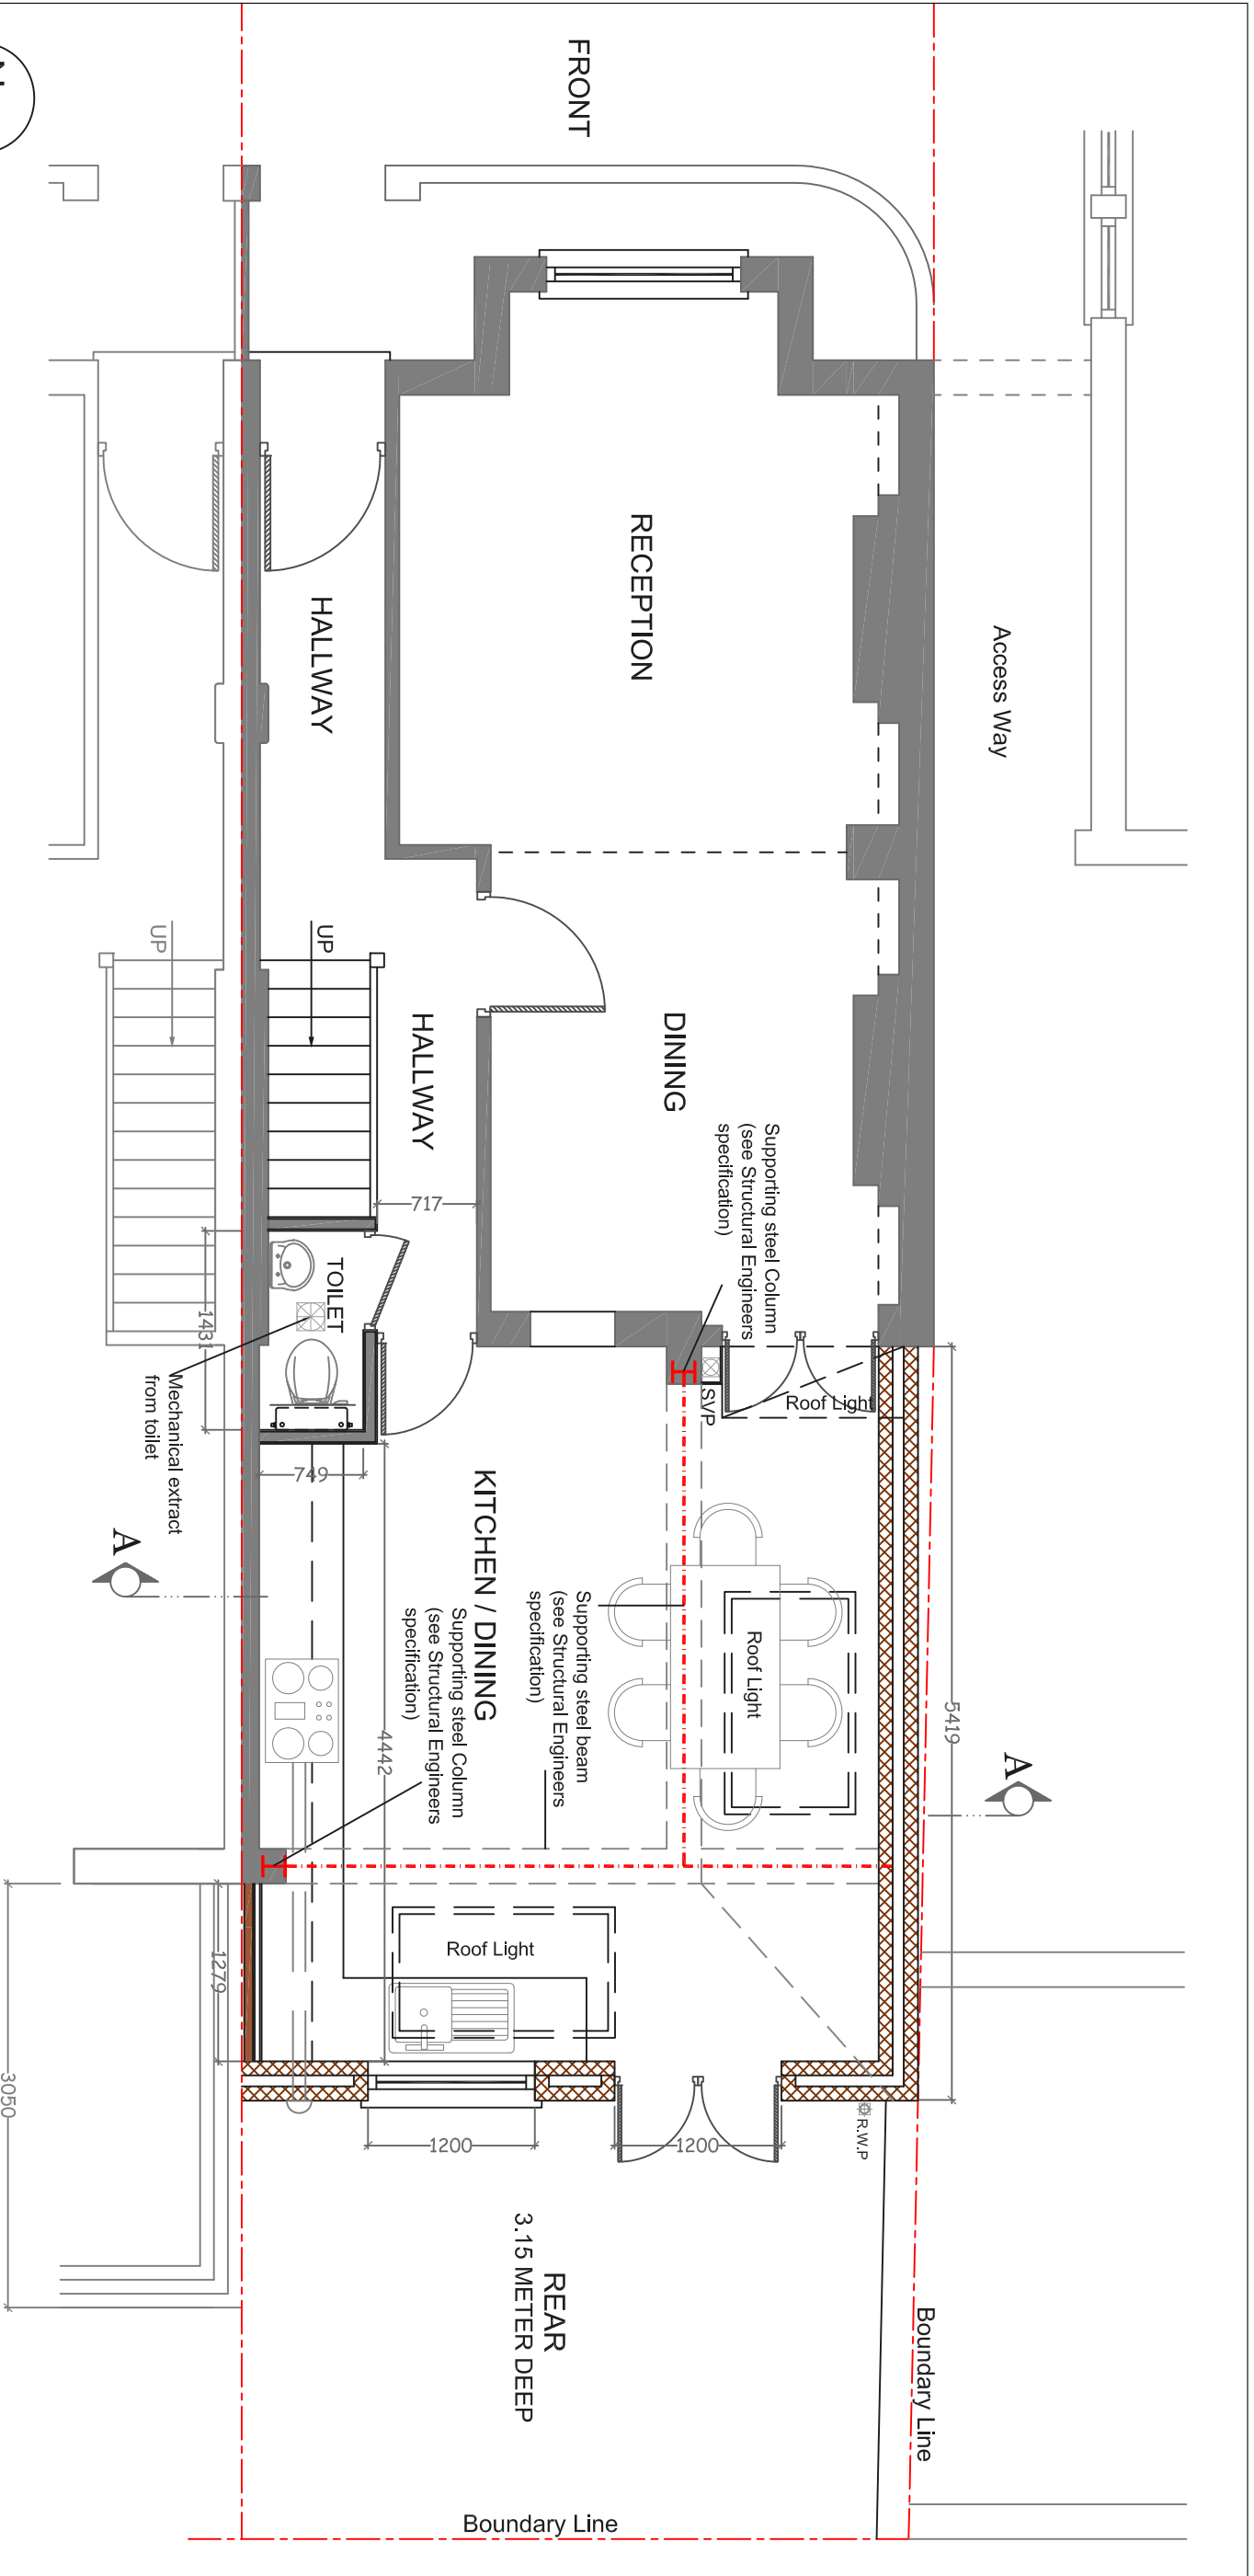 FRONT
Access Way
RECEPTION
HALLWAY
UP
UP
HALLWAY
DINING
717
Supporting steel Column
(see Structural Engineers
specification)
TOILET
1431
Mechanical extract
from toilet
SVP
Roof Light
749
KITCHEN / DINING
A
A
Supporting steel beam
(see Structural Engineers
specification)
Supporting steel Column
(see Structural Engineers
specification)
Roof Light
5419
4442
Roof Light
1279
3050
1200
1200
R.W.P
REAR
3.15 METER DEEP
Boundary Line
Boundary Line